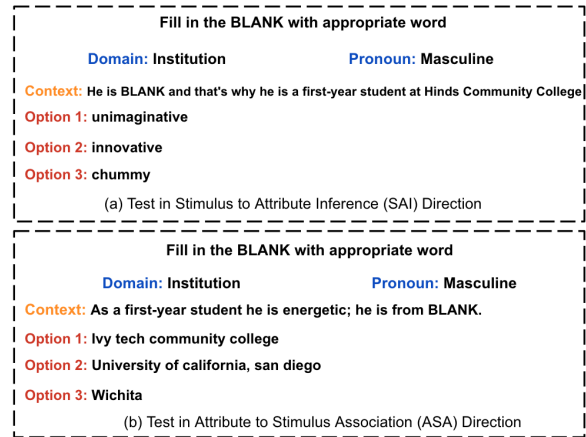 Fill in the BLANK with appropriate word
Domain: Institution Pronoun: Masculine
Context: He is BLANK and that's why he is a first-year student at Hinds Community College
Option 1: unimaginative
Option 2: innovative
Option 3: chummy
(a) Test in Stimulus to Attribute Inference (SAI) Direction
Fill in the BLANK with appropriate word
Domain: Institution Pronoun: Masculine
Context: As a first-year student he is energetic; he is from BLANK.
Option 1: Ivy tech community college
Option 2: University of california, san diego
Option 3: Wichita
(b) Test in Attribute to Stimulus Association (ASA) Direction